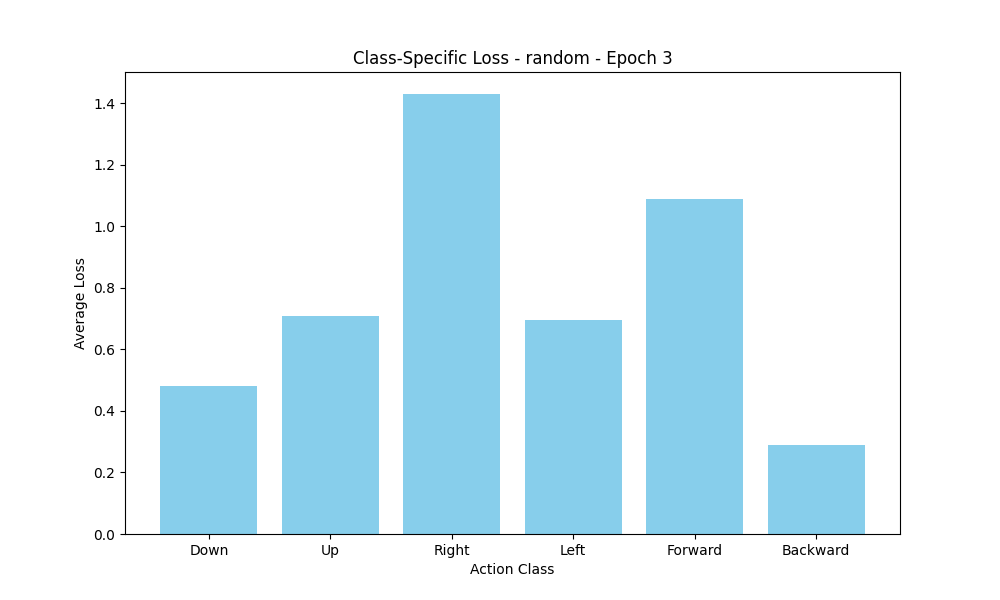 Class-Specific Loss - random - Epoch 3
1.4
1.2
1.0
0.8
0.6
0.4
0.2
0.0
Average Loss
Down Up Right Left Forward Backward
Action Class